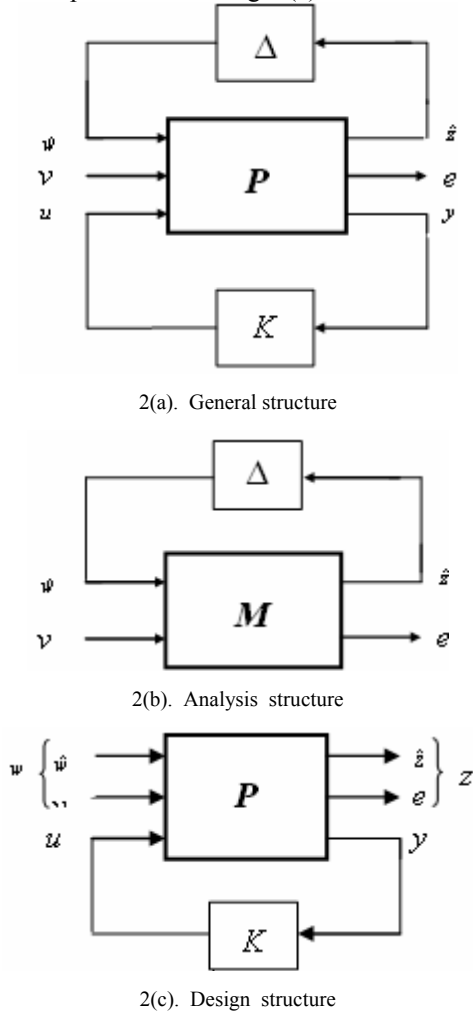 Δ
ŵ ẑ
v P e
u y
K
2(a). General structure
Δ
ŵ ẑ
M
v e
2(b). Analysis structure
w { ŵ ẑ } z
P e
u y
K
2(c). Design structure